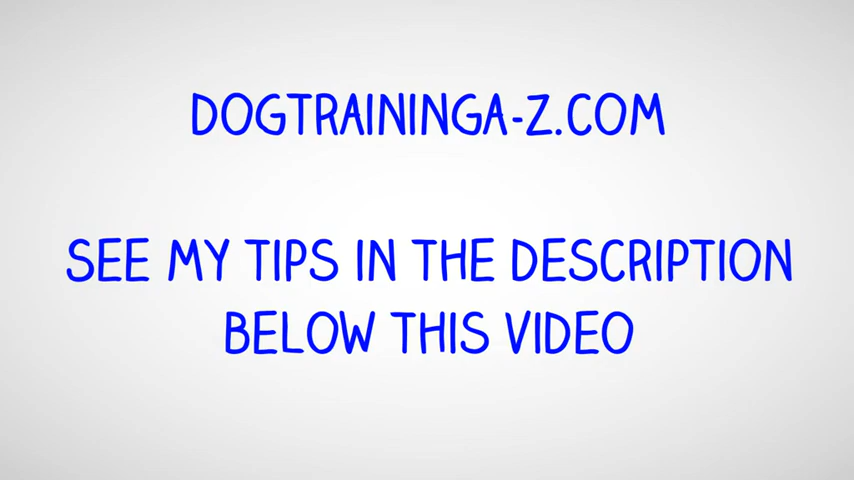 DOGTRAININGA-Z.COM
SEE MY TIPS IN THE DESCRIPTION
BELOW THIS VIDEO